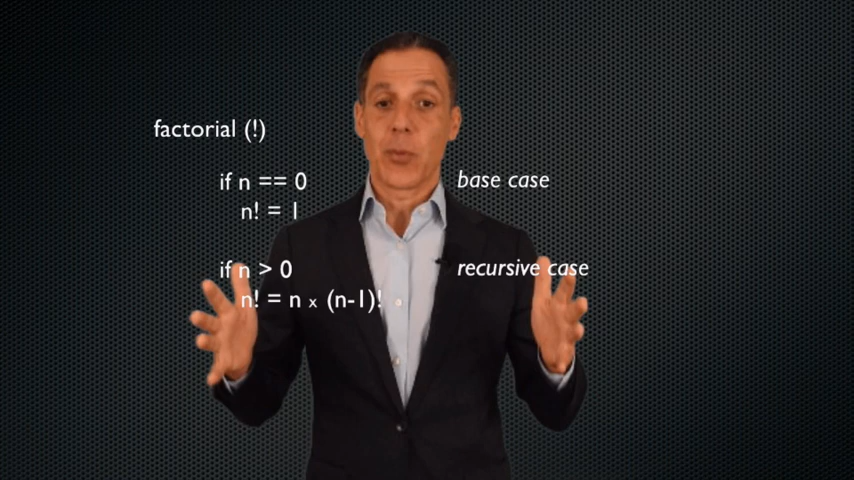 factorial (!)
if n == 0 base case
n! = 1
if n > 0 recursive case
n! = n x (n-1)!